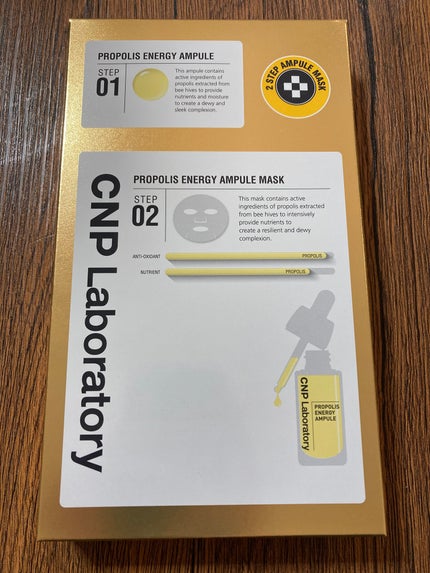 PROPOLIS ENERGY AMPULE
STEP
01
This ampule contains
active ingredients of
propolis extracted from
bee hives to provide
nutrients and moisture
to create a dewy and
sleek complexion.
2 STEP AMPULE MASK
PROPOLIS ENERGY AMPULE MASK
STEP
02
This mask contains active
ingredients of propolis extracted
from bee hives to intensively
provide nutrients to
create a resilient and dewy
complexion.
ANTI-OXIDANT
PROPOLIS
NUTRIENT
PROPOLIS
CNP Laboratory
CNP Laboratory
PROPOLIS
ENERGY
AMPULE